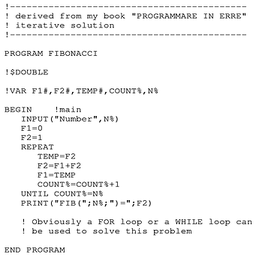 !--------------------------------------------
! derived from my book "PROGRAMMARE IN ERRE"
! iterative solution
!--------------------------------------------
PROGRAM FIBONACCI
!$DOUBLE
!VAR F1#,F2#,TEMP#,COUNT%,N%
BEGIN    !main
   INPUT("Number",N%)
   F1=0
   F2=1
   REPEAT
      TEMP=F2
      F2=F1+F2
      F1=TEMP
      COUNT%=COUNT%+1
   UNTIL COUNT%=N%
   PRINT("FIB(";N%;")=";F2)
   ! Obviously a FOR loop or a WHILE loop can
   ! be used to solve this problem
END PROGRAM